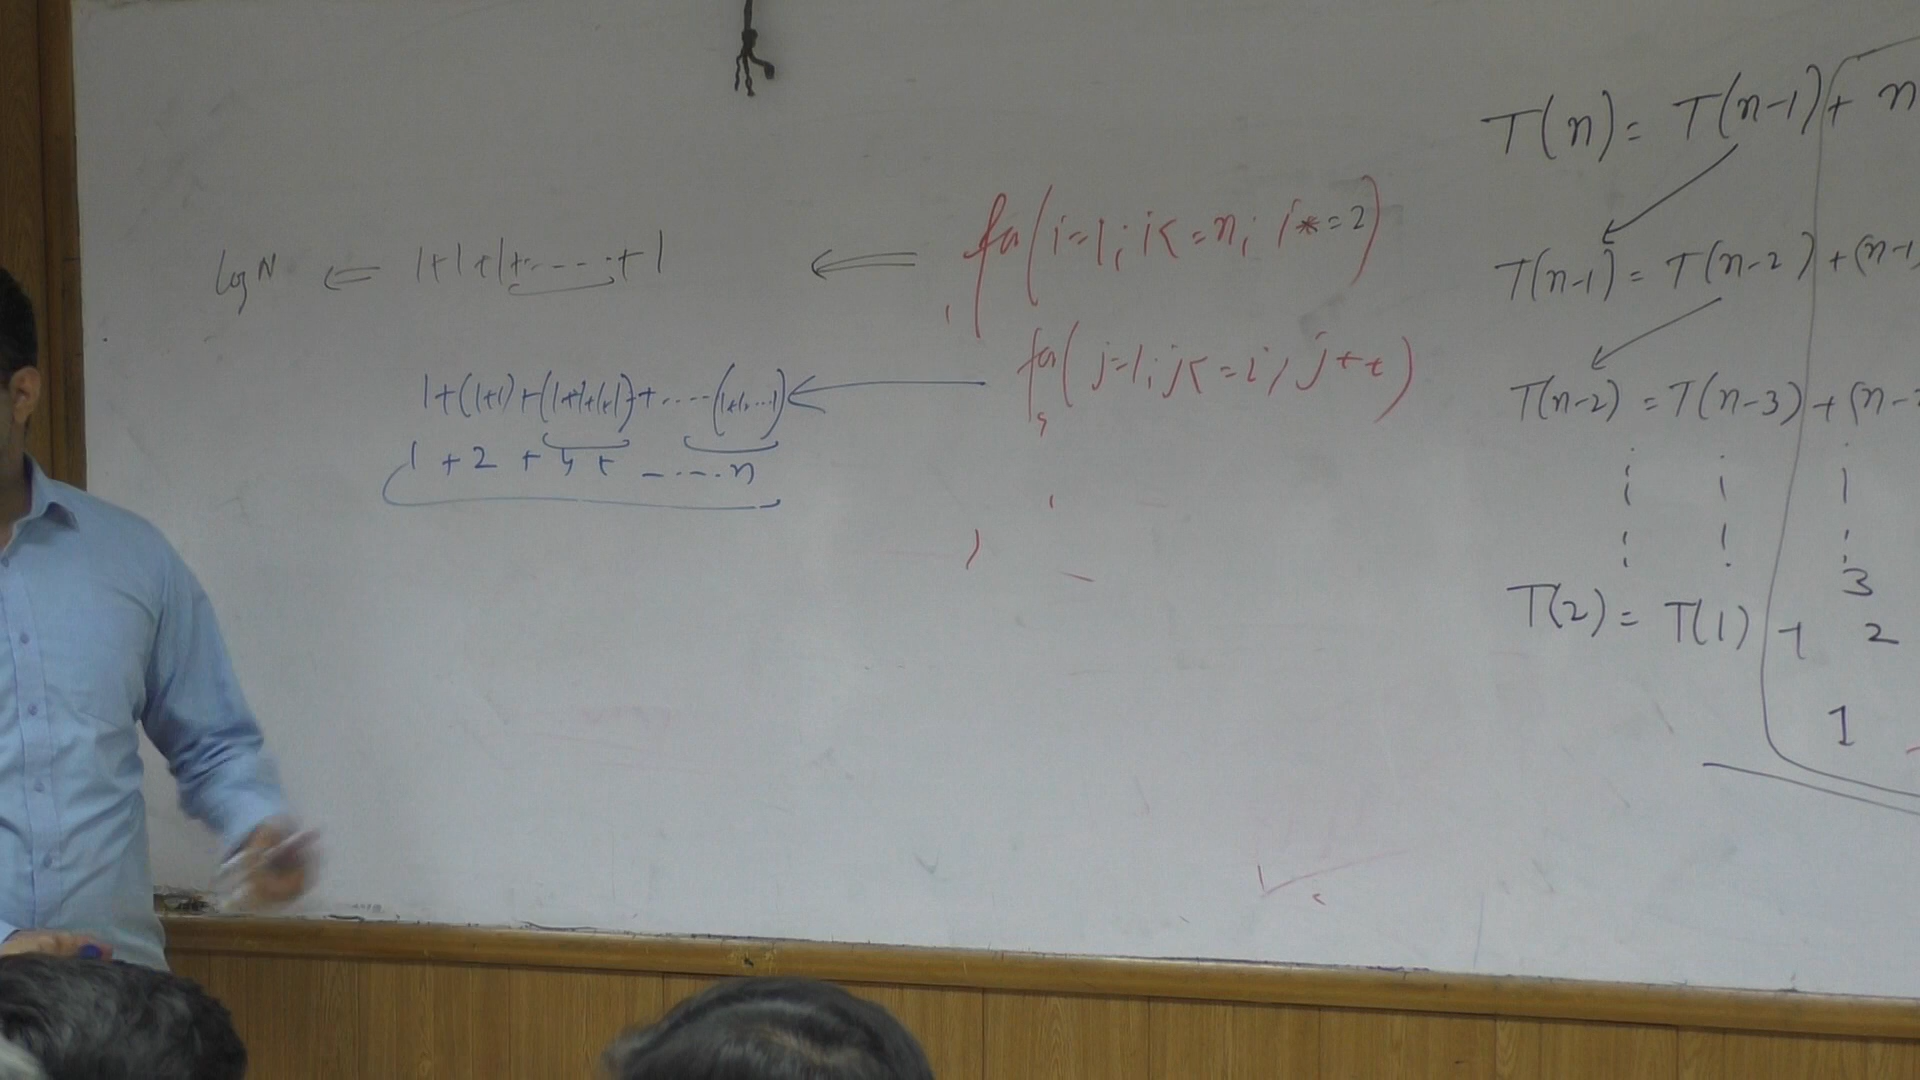 log N ⇐ 1+1+1+.....+1 ⇐ for(i=1; i<=n; i*=2)
for(j=1; j<=i; j++)
1+(1+1)+(1+1+1+1)+.....(1+1....1)
1 +2 + 4 + ....n
T(n) = T(n-1) + n
T(n-1) = T(n-2) + (n-1)
T(n-2) = T(n-3) + (n-
3
T(2) = T(1) + 2
1